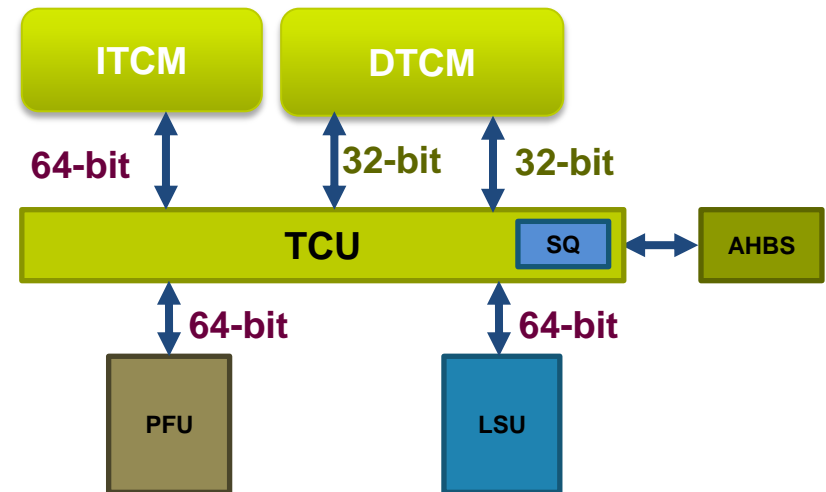 ITCM
DTCM
64-bit
32-bit
32-bit
TCU
SQ
AHBS
64-bit
64-bit
PFU
LSU